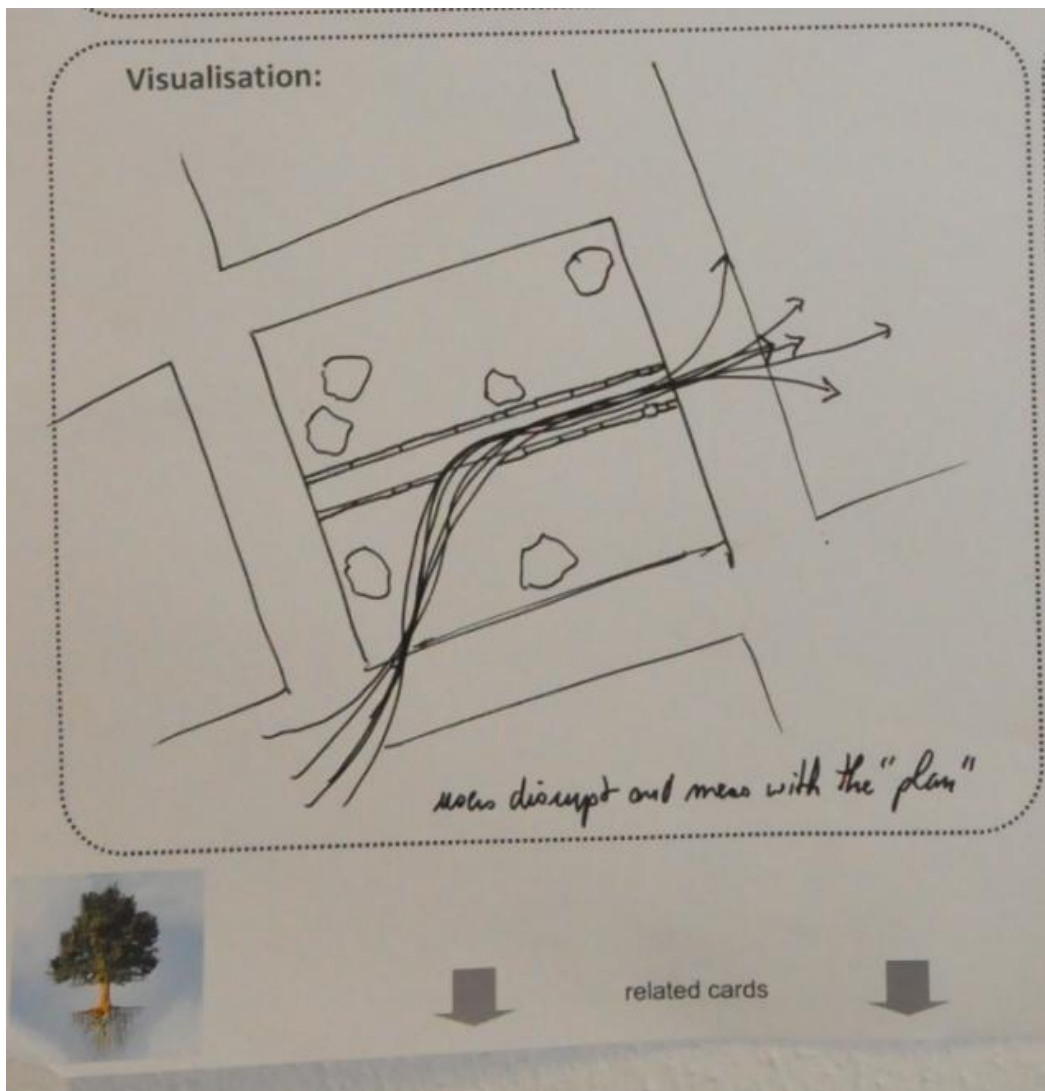 Visualisation:
users disrupt and mess with the "plan"
related cards